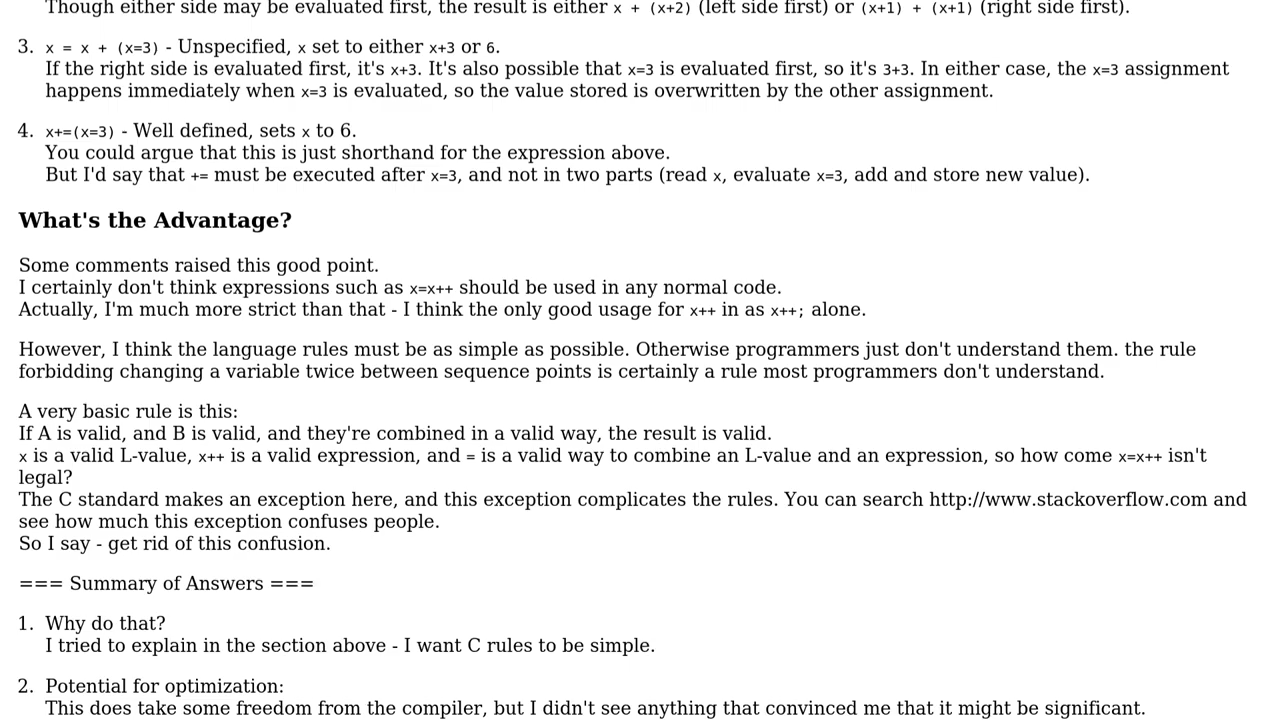 Though either side may be evaluated first, the result is either x + (x+2) (left side first) or (x+1) + (x+1) (right side first).
3. x = x + (x=3) - Unspecified, x set to either x+3 or 6.
If the right side is evaluated first, it's x+3. It's also possible that x=3 is evaluated first, so it's 3+3. In either case, the x=3 assignment
happens immediately when x=3 is evaluated, so the value stored is overwritten by the other assignment.
4. x+=(x=3) - Well defined, sets x to 6.
You could argue that this is just shorthand for the expression above.
But I'd say that += must be executed after x=3, and not in two parts (read x, evaluate x=3, add and store new value).
What's the Advantage?
Some comments raised this good point.
I certainly don't think expressions such as x=x++ should be used in any normal code.
Actually, I'm much more strict than that - I think the only good usage for x++ in as x++; alone.
However, I think the language rules must be as simple as possible. Otherwise programmers just don't understand them. the rule
forbidding changing a variable twice between sequence points is certainly a rule most programmers don't understand.
A very basic rule is this:
If A is valid, and B is valid, and they're combined in a valid way, the result is valid.
x is a valid L-value, x++ is a valid expression, and = is a valid way to combine an L-value and an expression, so how come x=x++ isn't
legal?
The C standard makes an exception here, and this exception complicates the rules. You can search http://www.stackoverflow.com and
see how much this exception confuses people.
So I say - get rid of this confusion.
=== Summary of Answers ===
1. Why do that?
I tried to explain in the section above - I want C rules to be simple.
2. Potential for optimization:
This does take some freedom from the compiler, but I didn't see anything that convinced me that it might be significant.